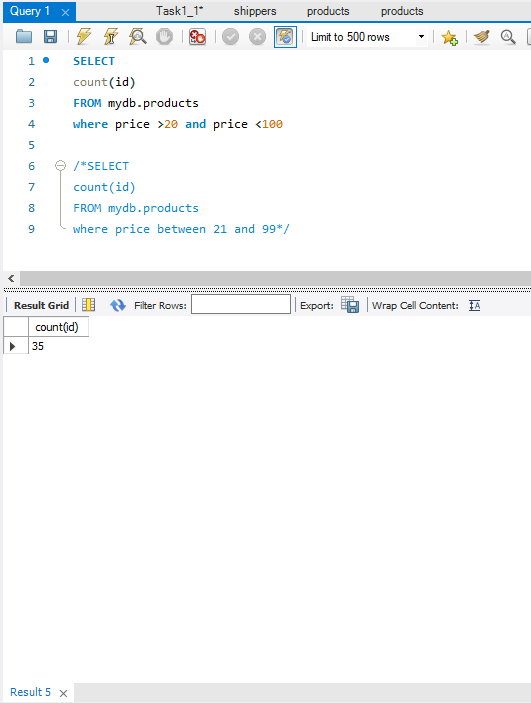 Query 1 × Task1_1* shippers products products
Limit to 500 rows
1 SELECT
2 count(id)
3 FROM mydb.products
4 where price >20 and price <100
5
6 /*SELECT
7 count(id)
8 FROM mydb.products
9 where price between 21 and 99*/
Result Grid Filter Rows: Export: Wrap Cell Content: IA
count(id)
35
Result 5 ×